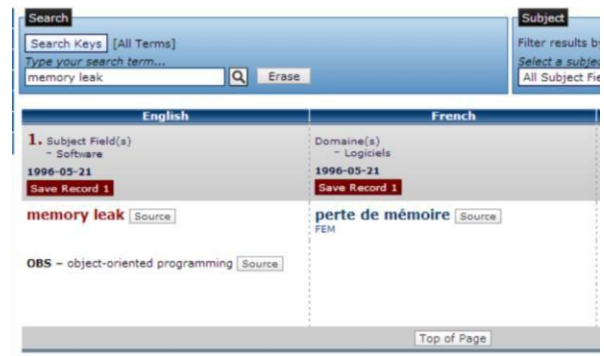 Search
Search Keys [All Terms]
Type your search term...
memory leak Erase
Subject
Filter results
Select a
All Subject
English French
1. Subject Field(s)
- Software
1996-05-21
Save Record 1
Domaine(s)
- Logiciels
1996-05-21
Save Record 1
memory leak Source
perte de mémoire Source
FEM
OBS – object-oriented programming Source
Top of Page